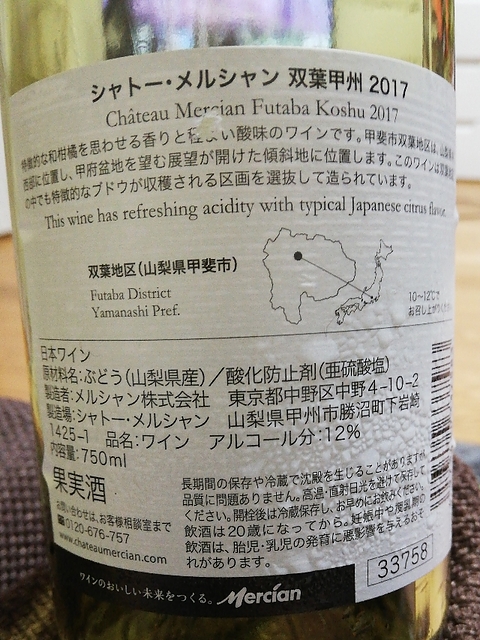 シャトー・メルシャン 双葉甲州 2017
Château Mercian Futaba Koshu 2017
特徴的な和柑橘を思わせる香りと程よい酸味のワインです。甲斐市双葉地区は、山梨
西部に位置し、甲府盆地を望む展望が開けた傾斜地に位置します。このワインは双葉
の中でも特徴的なブドウが収穫される区画を選抜して造られています。
This wine has refreshing acidity with typical Japanese citrus flavor.
双葉地区(山梨県甲斐市)
Futaba District
Yamanashi Pref.
10~12℃で
お召し上がり
日本ワイン
原材料名:ぶどう(山梨県産)/酸化防止剤(亜硫酸塩)
製造者:メルシャン株式会社 東京都中野区中野4-10-2
製造場:シャトー・メルシャン 山梨県甲州市勝沼町下岩崎
1425-1 品名:ワイン アルコール分:12%
内容量:750ml
果実酒
お問い合わせは、お客様相談室まで
0120-676-757
www.chateaumercian.com
長期間の保存や冷蔵で沈殿を生じることがありますが
品質に問題ありません。高温・直射日光を避けて保存して
ください。開栓後は冷蔵保存し、お早めにお飲みください。
飲酒は20歳になってから。妊娠中や授乳期の
飲酒は、胎児・乳児の発育に悪影響を与えるおそ
れがあります。
33758
ワインのおいしい未来をつくる。 Mercian